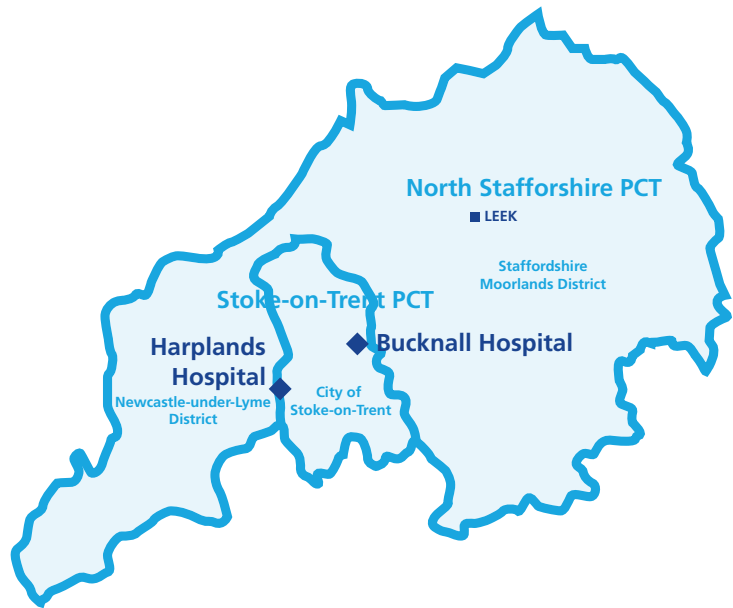 North Stafforshire PCT
LEEK
Staffordshire
Moorlands District
Stoke-on-Trent PCT
Bucknall Hospital
Harplands
Hospital
Newcastle-under-Lyme
District
City of
Stoke-on-Trent